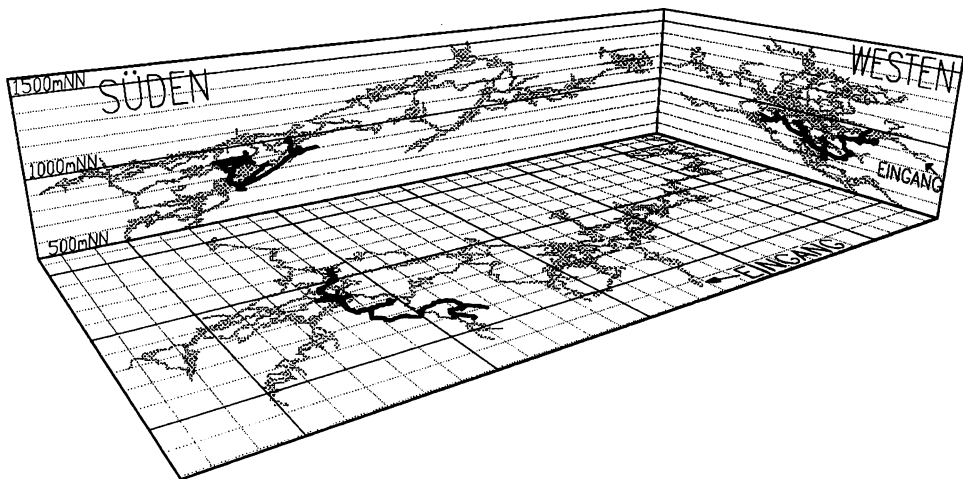 1500mNN
SÜDEN
WESTEN
1000mNN
EINGANG
500mNN
EINGANG